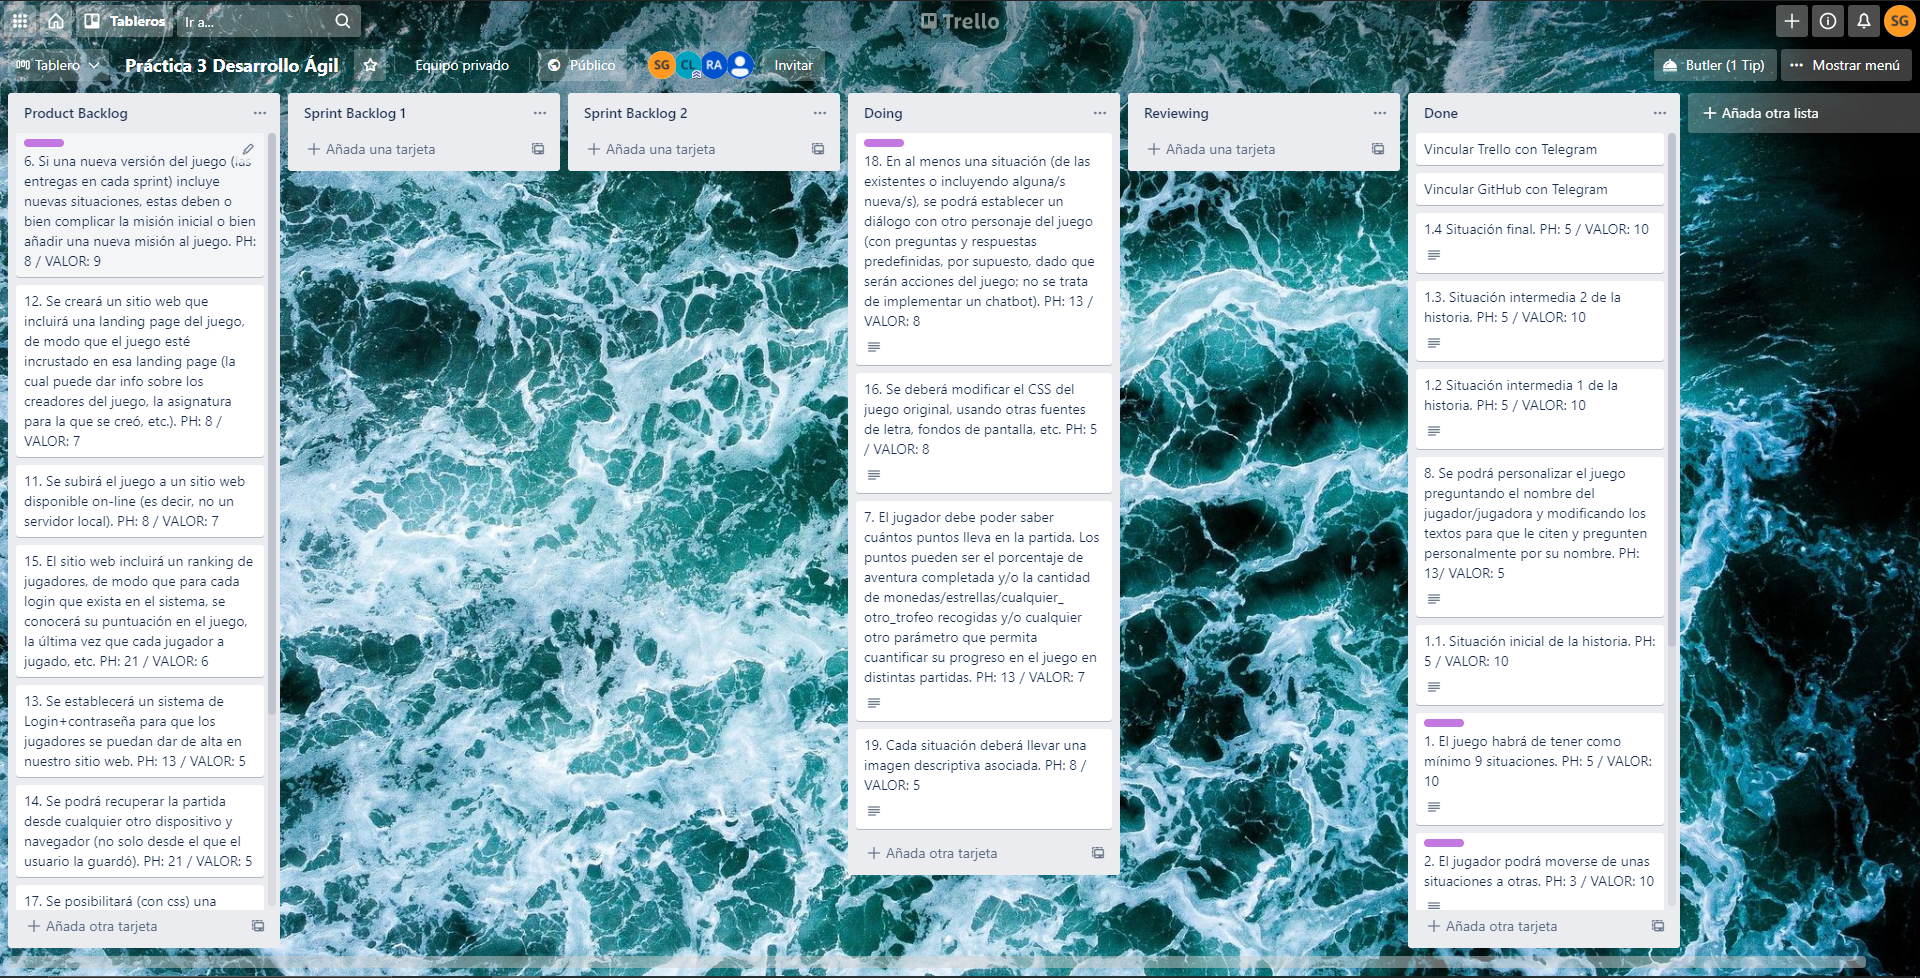 Tableros
Ir a...
Trello
SG
Tablero
Práctica 3 Desarrollo Ágil
Equipo privado
Público
SG
CL
RA
Invitar
Butler (1 Tip)
Mostrar menú
Product Backlog
6. Si una nueva versión del juego (las
entregas en cada sprint) incluye
nuevas situaciones, estas deben o
bien complicar la misión inicial o bien
añadir una nueva misión al juego. PH:
8 / VALOR: 9
12. Se creará un sitio web que
incluirá una landing page del juego,
de modo que el juego esté
incrustado en esa landing page (la
cual puede dar info sobre los
creadores del juego, la asignatura
para la que se creó, etc.). PH: 8 /
VALOR: 7
11. Se subirá el juego a un sitio web
disponible on-line (es decir, no un
servidor local). PH: 8 / VALOR: 7
15. El sitio web incluirá un ranking de
jugadores, de modo que para cada
login que exista en el sistema, se
conocerá su puntuación en el juego,
la última vez que cada jugador a
jugado, etc. PH: 21 / VALOR: 6
13. Se establecerá un sistema de
Login+contraseña para que los
jugadores se puedan dar de alta en
nuestro sitio web. PH: 13 / VALOR: 5
14. Se podrá recuperar la partida
desde cualquier otro dispositivo y
navegador (no solo desde el que el
usuario la guardó). PH: 21 / VALOR: 5
17. Se posibilitará (con css) una
Añada otra tarjeta
Sprint Backlog 1
Añada una tarjeta
Sprint Backlog 2
Añada una tarjeta
Doing
18. En al menos una situación (de las
existentes o incluyendo alguna/s
nueva/s), se podrá establecer un
diálogo con otro personaje del juego
(con preguntas y respuestas
predefinidas, por supuesto, dado que
serán acciones del juego; no se trata
de implementar un chatbot). PH: 13 /
VALOR: 8
16. Se deberá modificar el CSS del
juego original, usando otras fuentes
de letra, fondos de pantalla, etc. PH: 5
/ VALOR: 8
7. El jugador debe poder saber
cuántos puntos lleva en la partida. Los
puntos pueden ser el porcentaje de
aventura completada y/o la cantidad
de monedas/estrellas/cualquier_
otro_trofeo recogidas y/o cualquier
otro parámetro que permita
cuantificar su progreso en el juego en
distintas partidas. PH: 13 / VALOR: 7
19. Cada situación deberá llevar una
imagen descriptiva asociada. PH: 8 /
VALOR: 5
Añada otra tarjeta
Reviewing
Añada una tarjeta
Done
Vincular Trello con Telegram
Vincular GitHub con Telegram
1.4 Situación final. PH: 5 / VALOR: 10
1.3. Situación intermedia 2 de la
historia. PH: 5 / VALOR: 10
1.2 Situación intermedia 1 de la
historia. PH: 5 / VALOR: 10
8. Se podrá personalizar el juego
preguntando el nombre del
jugador/jugadora y modificando los
textos para que le citen y pregunten
personalmente por su nombre. PH:
13/ VALOR: 5
1.1. Situación inicial de la historia. PH:
5 / VALOR: 10
1. El juego habrá de tener como
mínimo 9 situaciones. PH: 5 / VALOR:
10
2. El jugador podrá moverse de unas
situaciones a otras. PH: 3 / VALOR: 10
Añada otra tarjeta
Añada otra lista